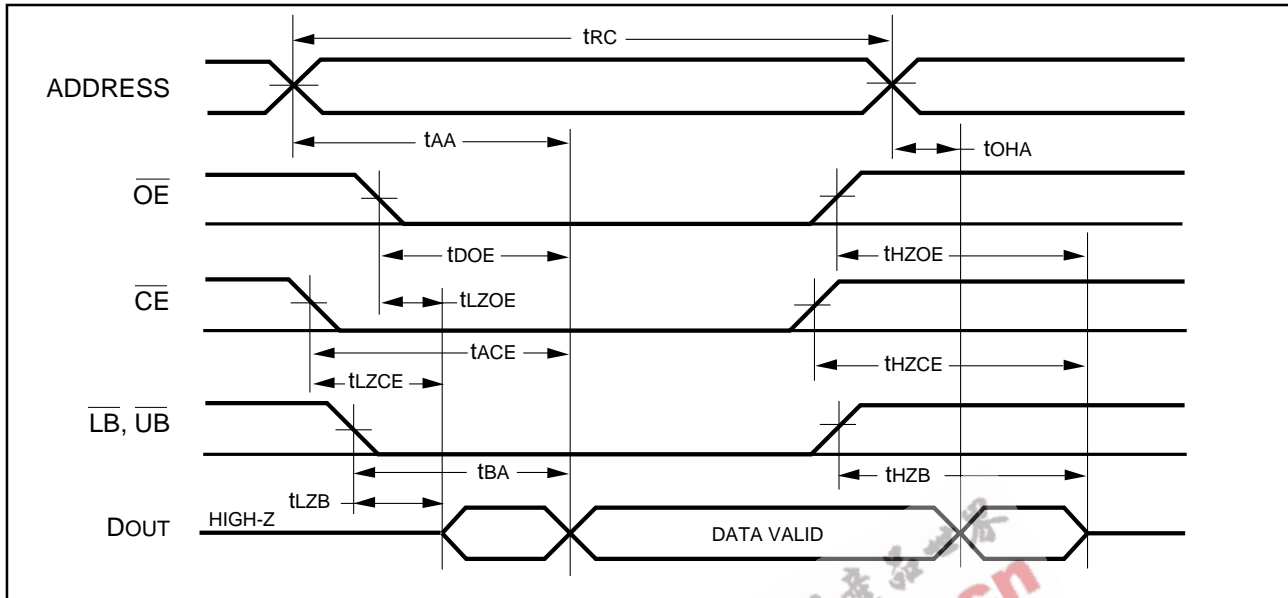 tRC
ADDRESS
tAA
tOHA
OE
tDOE
tHZOE
tLZOE
CE
tACE
tHZCE
tLZCE
LB, UB
tBA
tHZB
tLZB
DOUT
HIGH-Z
DATA VALID